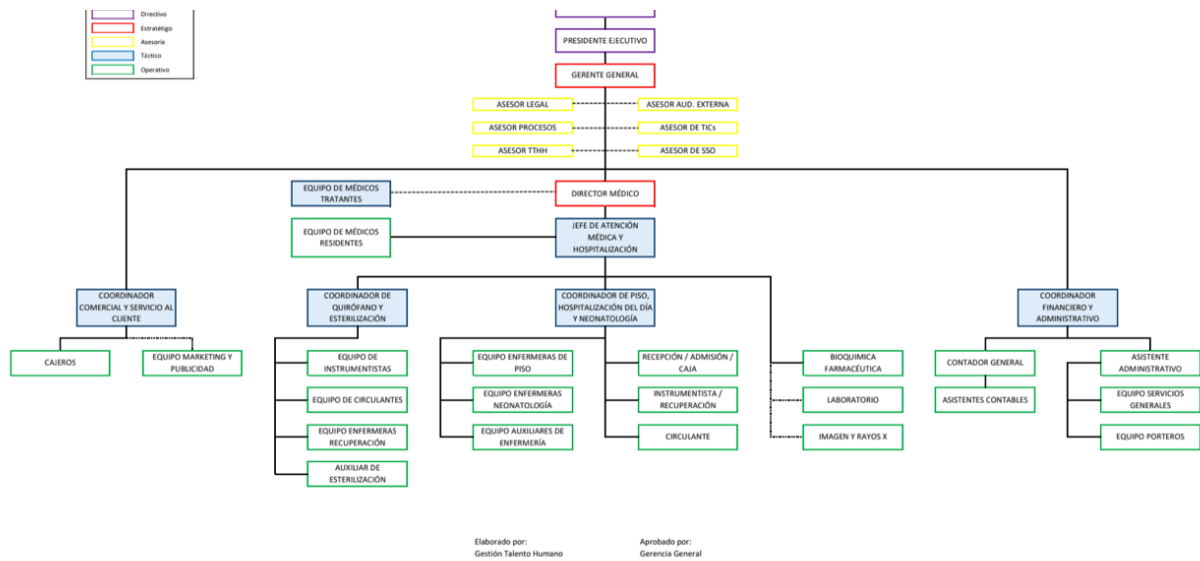 Directivo
Estratétigo
Asesoría
Táctico
Operativo
PRESIDENTE EJECUTIVO
GERENTE GENERAL
ASESOR LEGAL
ASESOR AUD. EXTERNA
ASESOR PROCESOS
ASESOR DE TICs
ASESOR TTHH
ASESOR DE SSO
EQUIPO DE MÉDICOS
TRATANTES
DIRECTOR MÉDICO
EQUIPO DE MÉDICOS
RESIDENTES
JEFE DE ATENCIÓN
MÉDICA Y
HOSPITALIZACIÓN
COORDINADOR
COMERCIAL Y SERVICIO AL
CLIENTE
COORDINADOR DE
QUIRÓFANO Y
ESTERILIZACIÓN
COORDINADOR DE PISO,
HOSPITALIZACIÓN DEL DÍA
Y NEONATOLOGÍA
COORDINADOR
FINANCIERO Y
ADMINISTRATIVO
CAJEROS
EQUIPO MARKETING Y
PUBLICIDAD
EQUIPO DE
INSTRUMENTISTAS
EQUIPO ENFERMERAS DE
PISO
RECEPCIÓN / ADMISIÓN /
CAJA
BIOQUIMICA
FARMACÉUTICA
CONTADOR GENERAL
ASISTENTE
ADMINISTRATIVO
EQUIPO DE CIRCULANTES
EQUIPO ENFERMERAS
NEONATOLOGÍA
INSTRUMENTISTA /
RECUPERACIÓN
LABORATORIO
ASISTENTES CONTABLES
EQUIPO SERVICIOS
GENERALES
EQUIPO ENFERMERAS
RECUPERACIÓN
EQUIPO AUXILIARES DE
ENFERMERÍA
CIRCULANTE
IMAGEN Y RAYOS X
EQUIPO PORTEROS
AUXILIAR DE
ESTERILIZACIÓN
Elaborado por:
Gestión Talento Humano
Aprobado por:
Gerencia General